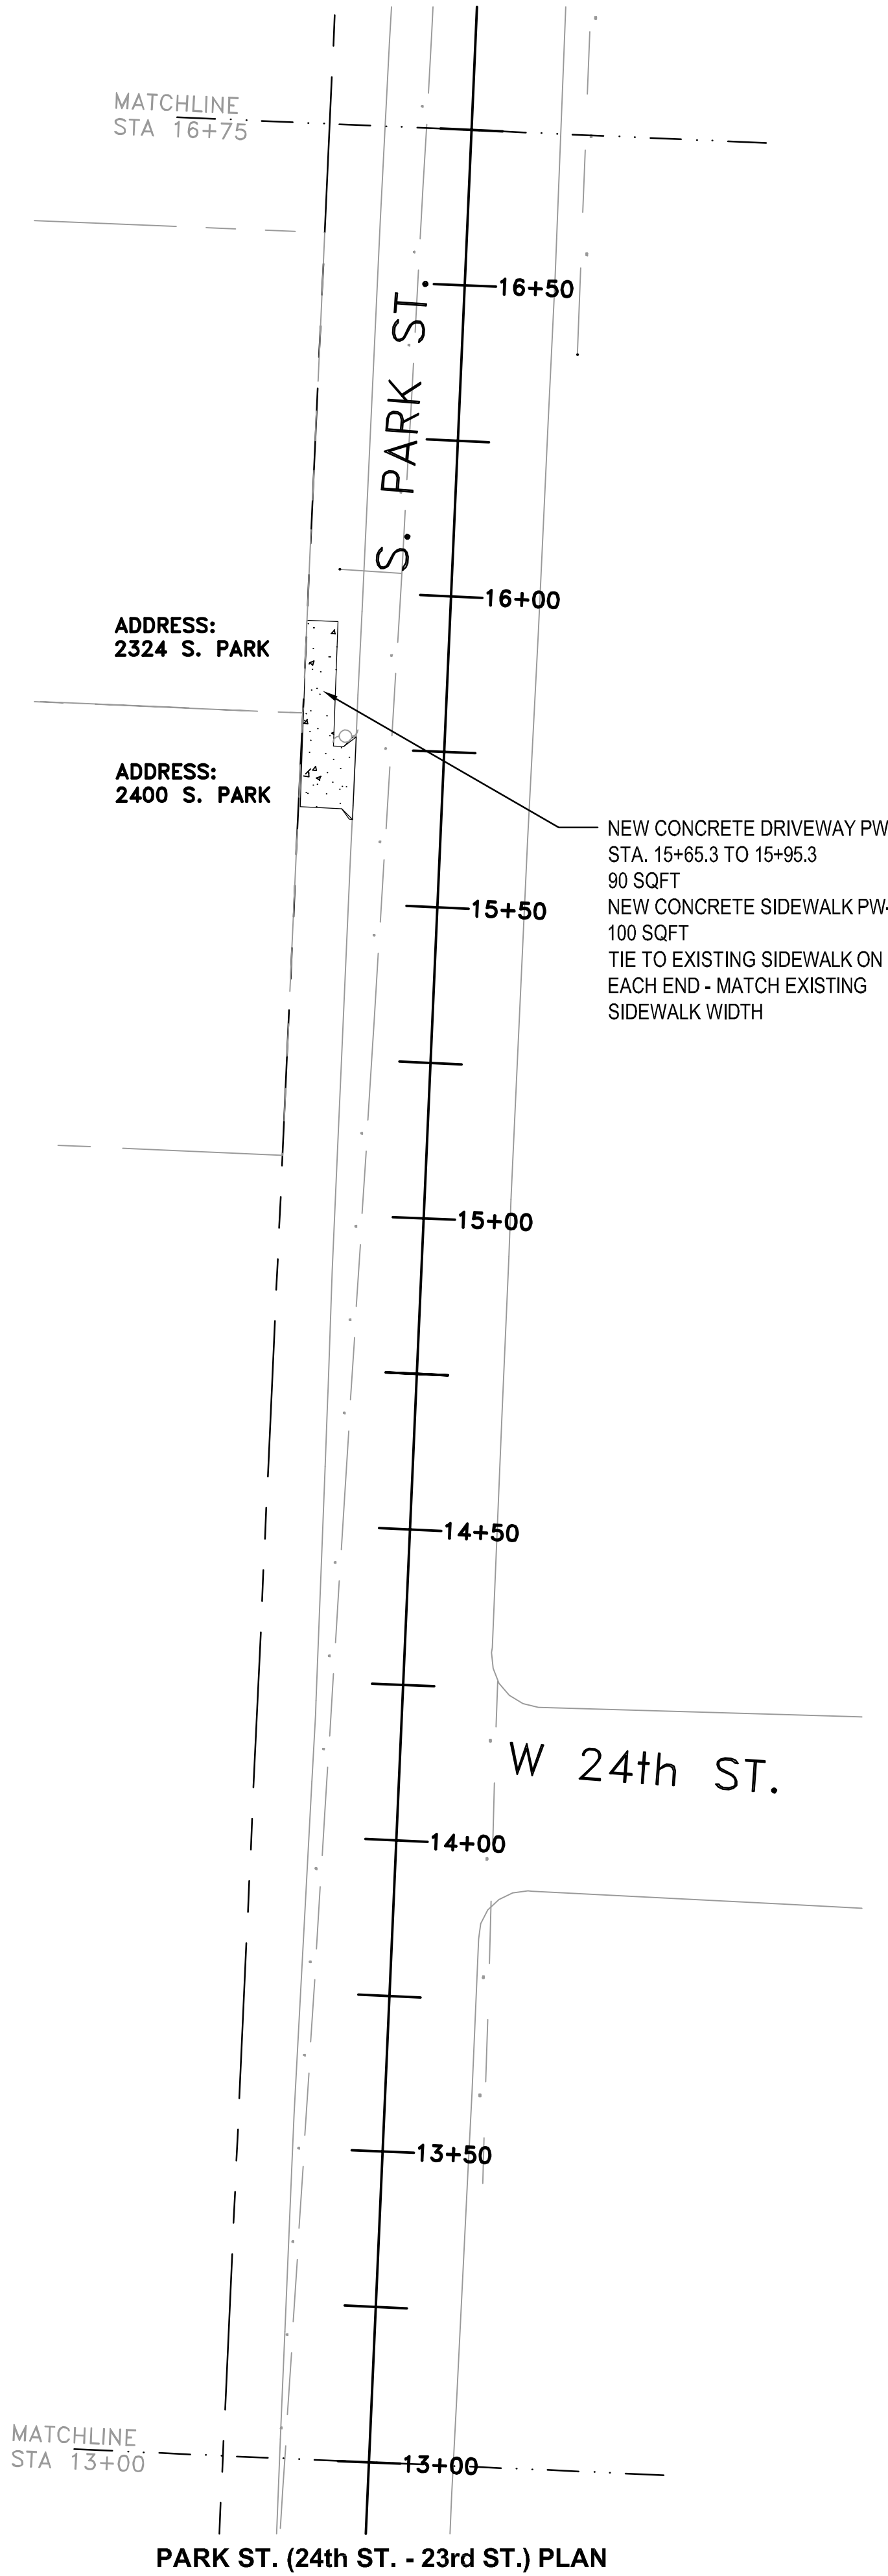 MATCHLINE
STA 16+75
16+50
S. PARK ST.
16+00
ADDRESS:
2324 S. PARK
ADDRESS:
2400 S. PARK
NEW CONCRETE DRIVEWAY PW
STA. 15+65.3 TO 15+95.3
90 SQFT
NEW CONCRETE SIDEWALK PW-
100 SQFT
TIE TO EXISTING SIDEWALK ON
EACH END - MATCH EXISTING
SIDEWALK WIDTH
15+50
15+00
14+50
W 24th ST.
14+00
13+50
MATCHLINE
STA 13+00
13+00
PARK ST. (24th ST. - 23rd ST.) PLAN